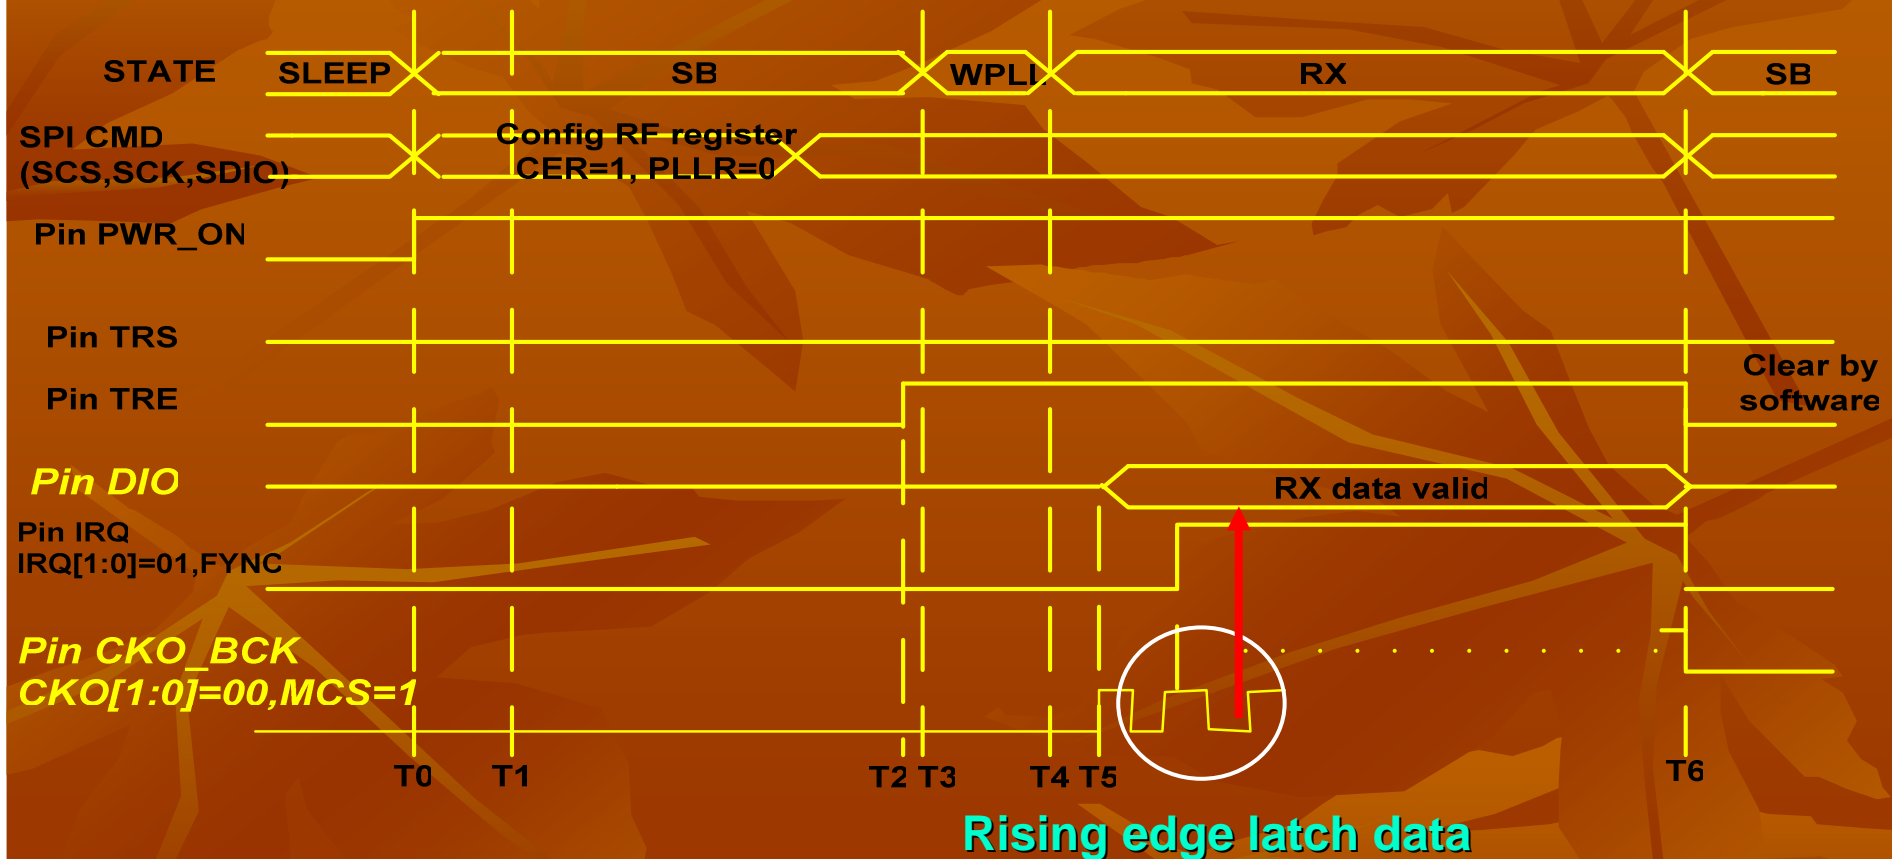 STATE
SLEEP
SB
WPLL
RX
SB
SPI CMD
(SCS,SCK,SDIO)
Config RF register
CER=1, PLLR=0
Pin PWR_ON
Pin TRS
Pin TRE
Clear by
software
Pin DIO
RX data valid
Pin IRQ
IRQ[1:0]=01,FYNC
Pin CKO_BCK
CKO[1:0]=00,MCS=1
T0
T1
T2
T3
T4
T5
T6
Rising edge latch data